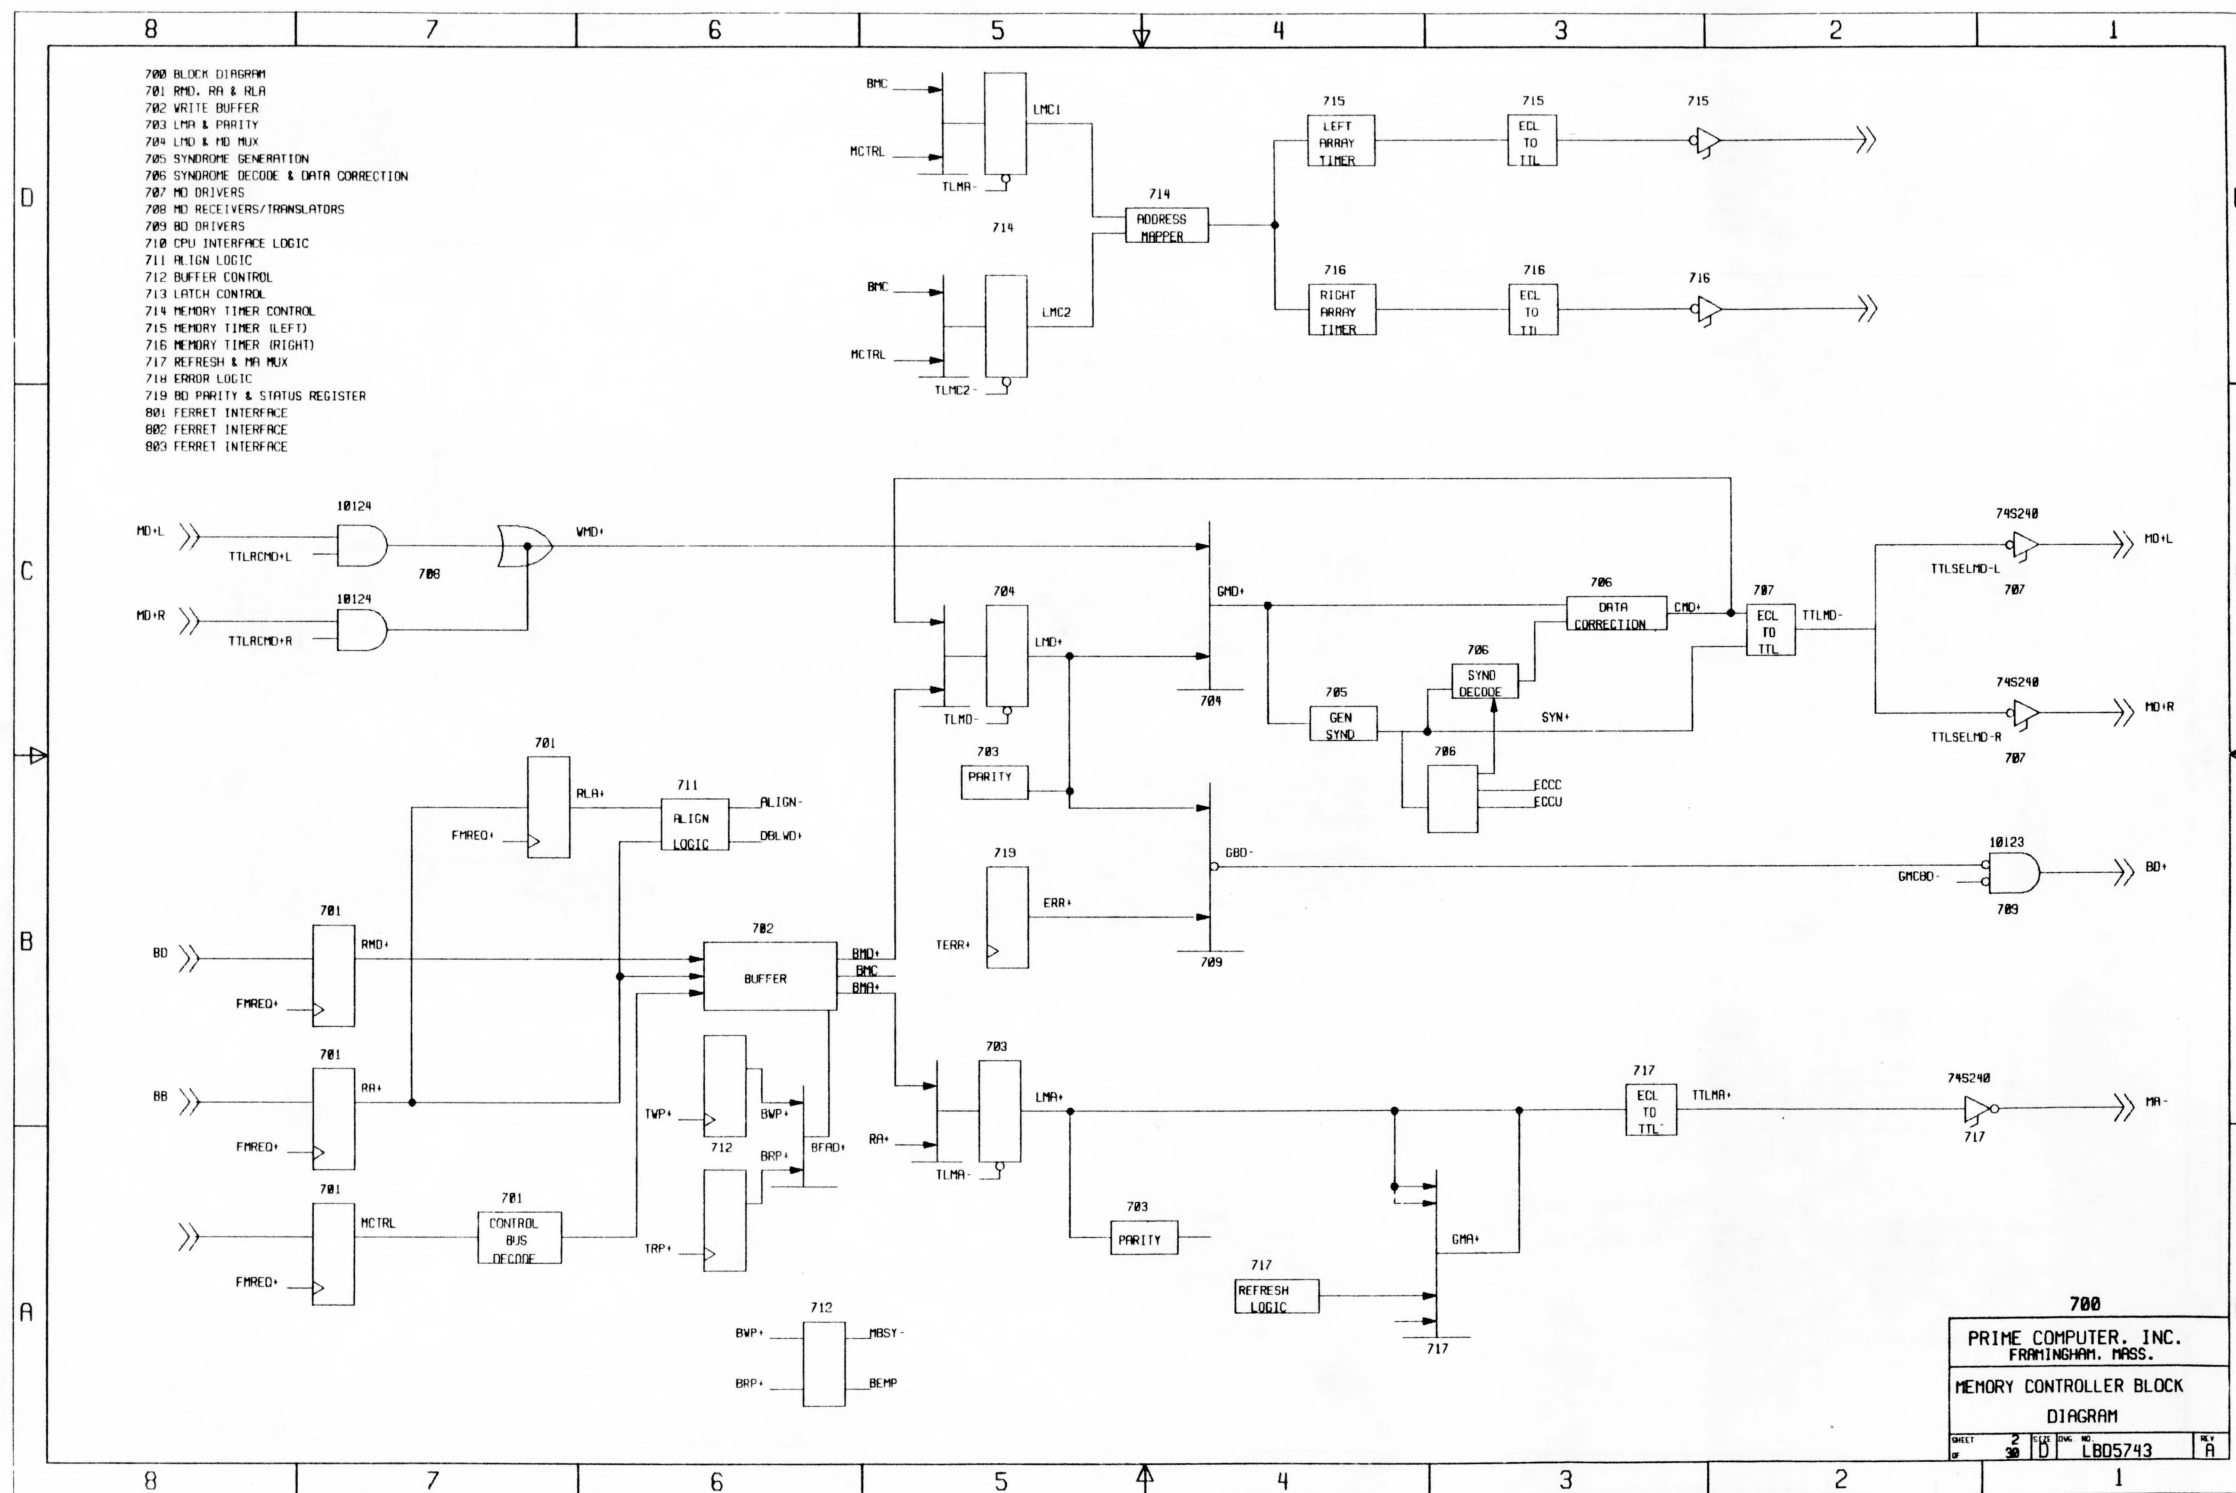 8 7 6 5 4 3 2 1
700 BLOCK DIAGRAM
701 RMD, RA & RLA
702 WRITE BUFFER
703 LMA & PARITY
704 LMD & MD MUX
705 SYNDROME GENERATION
706 SYNDROME DECODE & DATA CORRECTION
707 MD DRIVERS
708 MD RECEIVERS/TRANSLATORS
709 BD DRIVERS
710 CPU INTERFACE LOGIC
711 ALIGN LOGIC
712 BUFFER CONTROL
713 LATCH CONTROL
714 MEMORY TIMER CONTROL
715 MEMORY TIMER (LEFT)
716 MEMORY TIMER (RIGHT)
717 REFRESH & MA MUX
718 ERROR LOGIC
719 BD PARITY & STATUS REGISTER
801 FERRET INTERFACE
802 FERRET INTERFACE
803 FERRET INTERFACE
D
BMC
LMC1
MCTRL
TLMA-
714
714
ADDRESS
MAPPER
BMC
LMC2
MCTRL
TLMC2-
715
LEFT
ARRAY
TIMER
715
ECL
TO
TTL
715
716
RIGHT
ARRAY
TIMER
716
ECL
TO
TTL
716
C
MD+L
10124
TTLRCMD+L
WMD+
708
MD+R
10124
TTLRCMD+R
704
LMD+
TLMD-
GMD+
704
706
DATA
CORRECTION
CMD+
706
SYND
DECODE
705
GEN
SYND
SYN+
706
ECCC
ECCU
707
ECL
TO
TTL
TTLMD-
74S240
MD+L
TTLSELMD-L
707
74S240
MD+R
TTLSELMD-R
707
B
701
RLA+
FMREQ+
711
ALIGN
LOGIC
ALIGN-
DBLWD+
703
PARITY
719
ERR+
TERR+
GBD-
709
10123
GMCBD-
BD+
709
BD
701
RMD+
FMREQ+
702
BUFFER
BMD+
BMC
BMA+
BB
701
RA+
FMREQ+
TWP+
712
BWP+
BRP+
BFAD+
TRP+
703
LMA+
RA+
TLMA-
717
ECL
TO
TTL
TTLMA+
74S240
MA-
717
A
701
MCTRL
FMREQ+
701
CONTROL
BUS
DECODE
703
PARITY
GMA+
717
REFRESH
LOGIC
717
712
BWP+
MBSY-
BRP+
BEMP
700
PRIME COMPUTER, INC.
FRAMINGHAM, MASS.
MEMORY CONTROLLER BLOCK
DIAGRAM
SHEET 2 OF 30
SIZE D
DWG NO. LBD5743
REV A
8 7 6 5 4 3 2 1